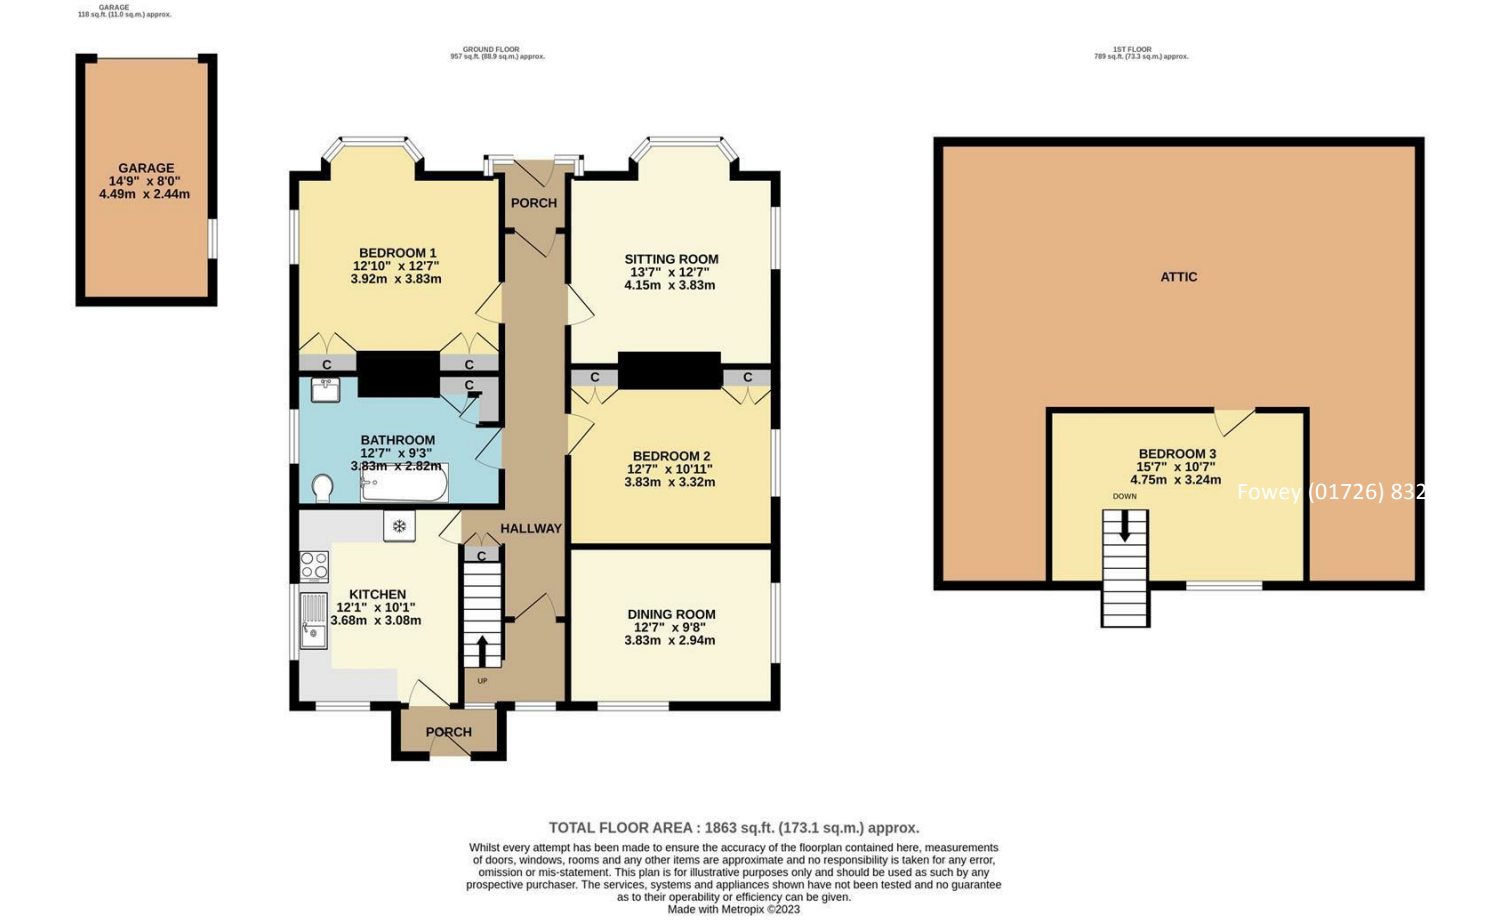 GARAGE
118 sq.ft. (11.0 sq.m.) approx.
GROUND FLOOR
957 sq.ft. (88.9 sq.m.) approx.
1ST FLOOR
789 sq.ft. (73.3 sq.m.) approx.
GARAGE
14'9" x 8'0"
4.49m x 2.44m
PORCH
BEDROOM 1
12'10" x 12'7"
3.92m x 3.83m
SITTING ROOM
13'7" x 12'7"
4.15m x 3.83m
ATTIC
C
C
C
C
C
BATHROOM
12'7" x 9'3"
3.83m x 2.82m
BEDROOM 2
12'7" x 10'11"
3.83m x 3.32m
BEDROOM 3
15'7" x 10'7"
4.75m x 3.24m
DOWN
Fowey (01726) 832
HALLWAY
C
KITCHEN
12'1" x 10'1"
3.68m x 3.08m
DINING ROOM
12'7" x 9'8"
3.83m x 2.94m
UP
PORCH
TOTAL FLOOR AREA : 1863 sq.ft. (173.1 sq.m.) approx.
Whilst every attempt has been made to ensure the accuracy of the floorplan contained here, measurements
of doors, windows, rooms and any other items are approximate and no responsibility is taken for any error,
omission or mis-statement. This plan is for illustrative purposes only and should be used as such by any
prospective purchaser. The services, systems and appliances shown have not been tested and no guarantee
as to their operability or efficiency can be given.
Made with Metropix ©2023